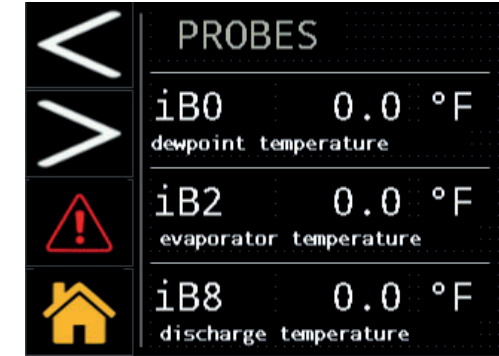 PROBES
iB0 0.0 °F
dewpoint temperature
iB2 0.0 °F
evaporator temperature
iB8 0.0 °F
discharge temperature